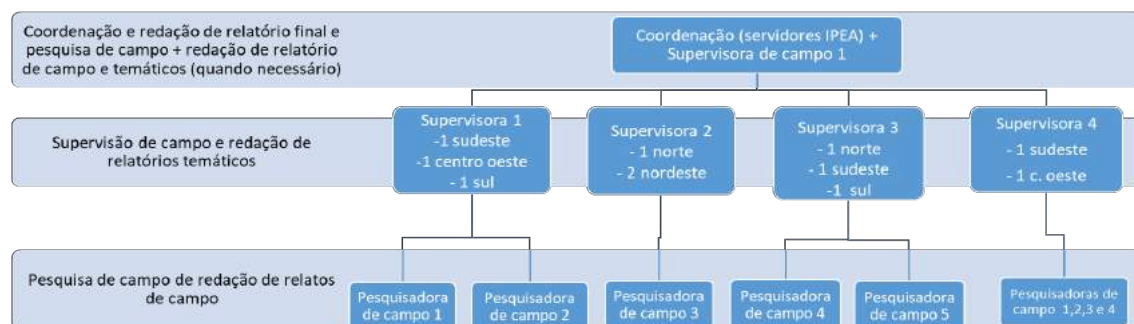 Coordenação e redação de relatório final e
pesquisa de campo + redação de relatório
de campo e temáticos (quando necessário)
Coordenação (servidores IPEA) +
Supervisora de campo 1
Supervisão de campo e redação de
relatórios temáticos
Supervisora 1
-1 sudeste
-1 centro oeste
- 1 sul
Supervisora 2
- 1 norte
- 2 nordeste
Supervisora 3
- 1 norte
- 1 sudeste
-1 sul
Supervisora 4
- 1 sudeste
- 1 c. oeste
Pesquisa de campo de redação de relatos
de campo
Pesquisadora
de campo 1
Pesquisadora
de campo 2
Pesquisadora
de campo 3
Pesquisadora
de campo 4
Pesquisadora
de campo 5
Pesquisadoras de
campo 1,2,3 e 4